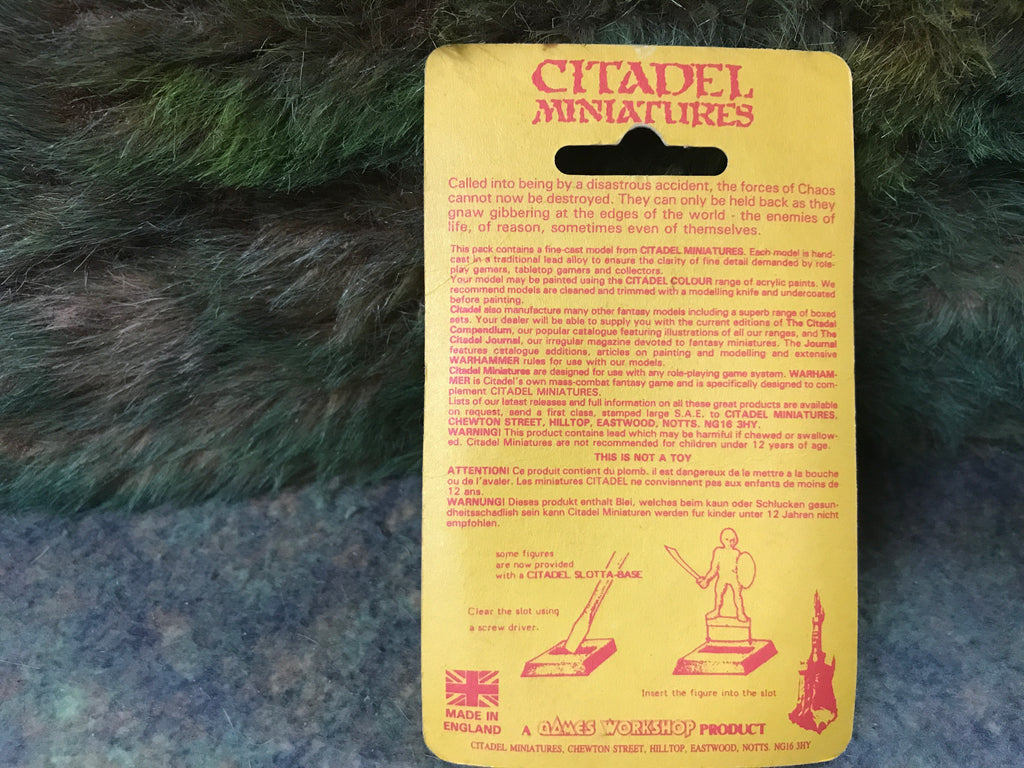 CITADEL
MINIATURES
Called into being by a disastrous accident, the forces of Chaos
cannot now be destroyed. They can only be held back as they
gnaw gibbering at the edges of the world - the enemies of
life, of reason, sometimes even of themselves.
This pack contains a fine-cast model from CITADEL MINIATURES. Each model is hand-
cast in a traditional lead alloy to ensure the clarity of fine detail demanded by role-
play gamers, tabletop gamers and collectors.
Your model may be painted using the CITADEL COLOUR range of acrylic paints. We
recommend models are cleaned and trimmed with a modelling knife and undercoated
before painting.
Citadel also manufacture many other fantasy models including a superb range of boxed
sets. Your dealer will be able to supply you with the current editions of The Citadel
Compendium, our popular catalogue featuring illustrations of all our ranges, and The
Citadel Journal, our irregular magazine devoted to fantasy miniatures. The Journal
features catalogue additions, articles on painting and modelling and extensive
WARHAMMER rules for use with our models.
Citadel Miniatures are designed for use with any role-playing game system. WARHAM-
MER is Citadel's own mass-combat fantasy game and is specifically designed to com-
plement CITADEL MINIATURES.
Lists of our latest releases and full information on all these great products are available
on request, send a first class, stamped large S.A.E. to CITADEL MINIATURES,
CHEWTON STREET, HILLTOP, EASTWOOD, NOTTS. NG16 3HY.
WARNING! This product contains lead which may be harmful if chewed or swallow-
ed. Citadel Miniatures are not recommended for children under 12 years of age.
THIS IS NOT A TOY
ATTENTION! Ce produit contient du plomb. il est dangereux de le mettre a la bouche
ou de l'avaler. Les miniatures CITADEL ne conviennent pas aux enfants de moins de
12 ans.
WARNUNG! Dieses produkt enthalt Blei, welches beim kaun oder Schlucken gesun-
dheitsschadlish sein kann Citadel Miniaturen werden fur kinder unter 12 Jahren nicht
empfohlen.
some figures
are now provided
with a CITADEL SLOTTA-BASE
Clear the slot using
a screw driver.
Insert the figure into the slot
MADE IN
ENGLAND
A GAMES WORKSHOP PRODUCT
CITADEL MINIATURES, CHEWTON STREET, HILLTOP, EASTWOOD, NOTTS. NG16 3HY